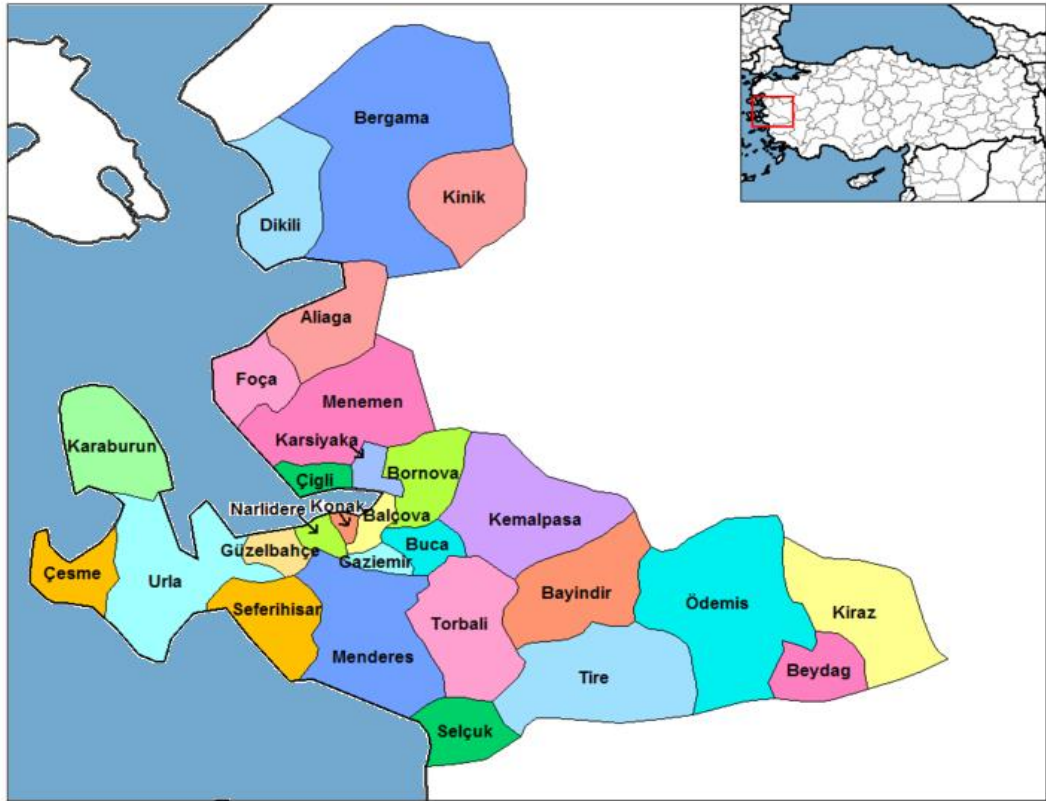 Bergama
Kinik
Dikili
Aliaga
Foça
Menemen
Karaburun
Karsiyaka
Bornova
Çigli
Narlidere
Konak
Balçova
Kemalpasa
Güzelbahçe
Buca
Gaziemir
Çesme
Urla
Seferihisar
Bayindir
Ödemis
Kiraz
Torbali
Menderes
Tire
Beydag
Selçuk